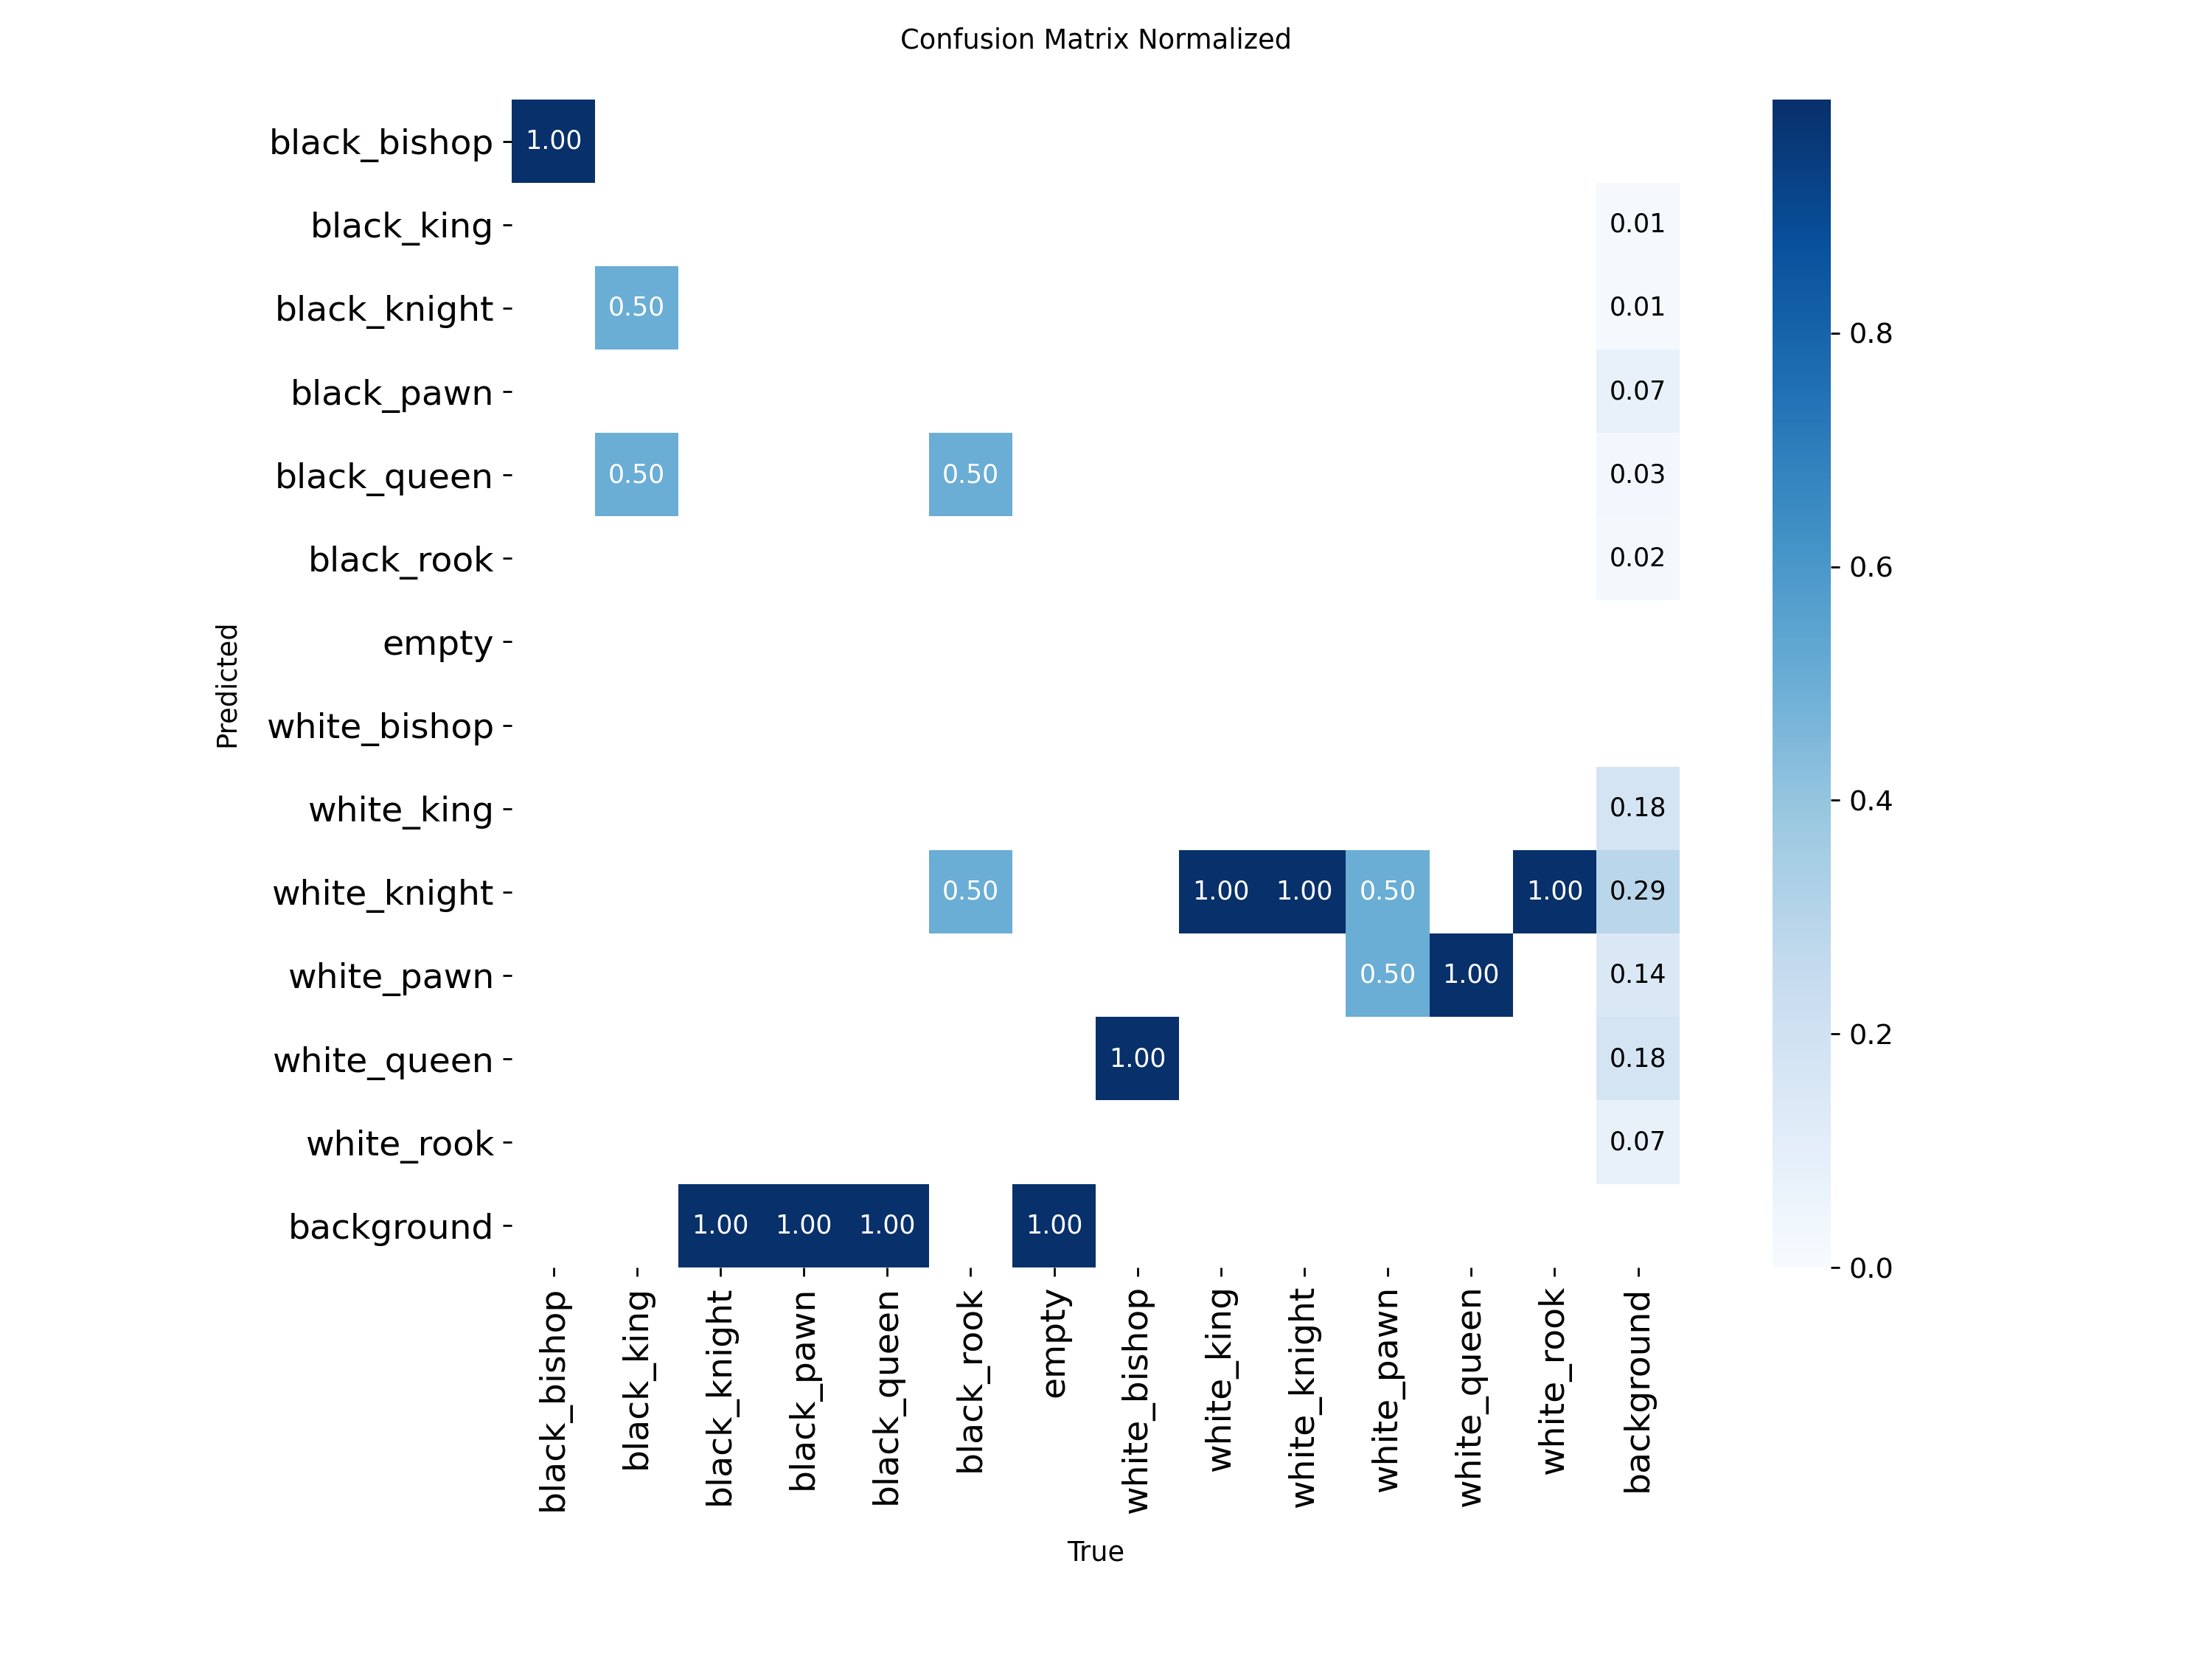 Confusion Matrix Normalized
black_bishop 1.00
black_king 0.01
black_knight 0.50 0.01
0.8
black_pawn 0.07
black_queen 0.50 0.50 0.03
black_rook 0.02
0.6
empty
Predicted
white_bishop
white_king 0.18
0.4
white_knight 0.50 1.00 1.00 0.50 1.00 0.29
white_pawn 0.50 1.00 0.14
0.2
white_queen 1.00 0.18
white_rook 0.07
background 1.00 1.00 1.00 1.00
0.0
black_bishop
black_king
black_knight
black_pawn
black_queen
black_rook
empty
white_bishop
white_king
white_knight
white_pawn
white_queen
white_rook
background
True